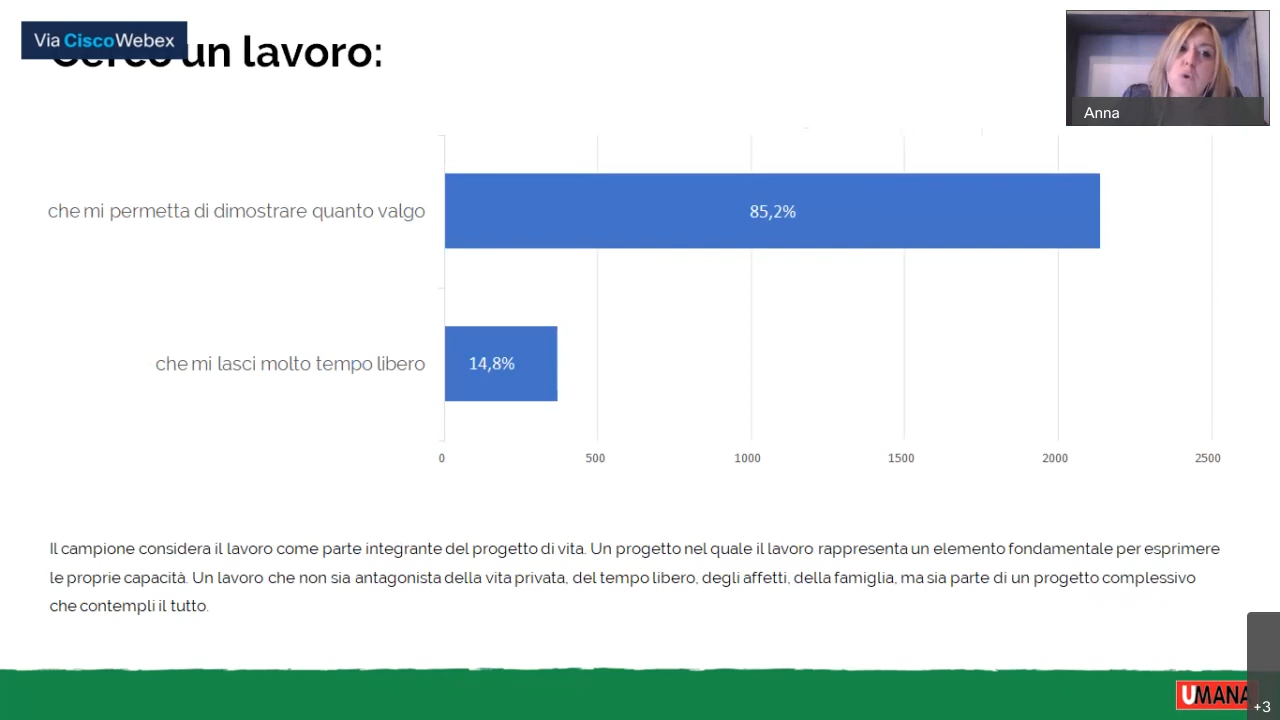 Via CiscoWebex
Cerco un lavoro:
Anna
che mi permetta di dimostrare quanto valgo
85,2%
che mi lasci molto tempo libero
14,8%
0 500 1000 1500 2000 2500
Il campione considera il lavoro come parte integrante del progetto di vita. Un progetto nel quale il lavoro rappresenta un elemento fondamentale per esprimere
le proprie capacità. Un lavoro che non sia antagonista della vita privata, del tempo libero, degli affetti, della famiglia, ma sia parte di un progetto complessivo
che contempli il tutto.
UMANA
+3